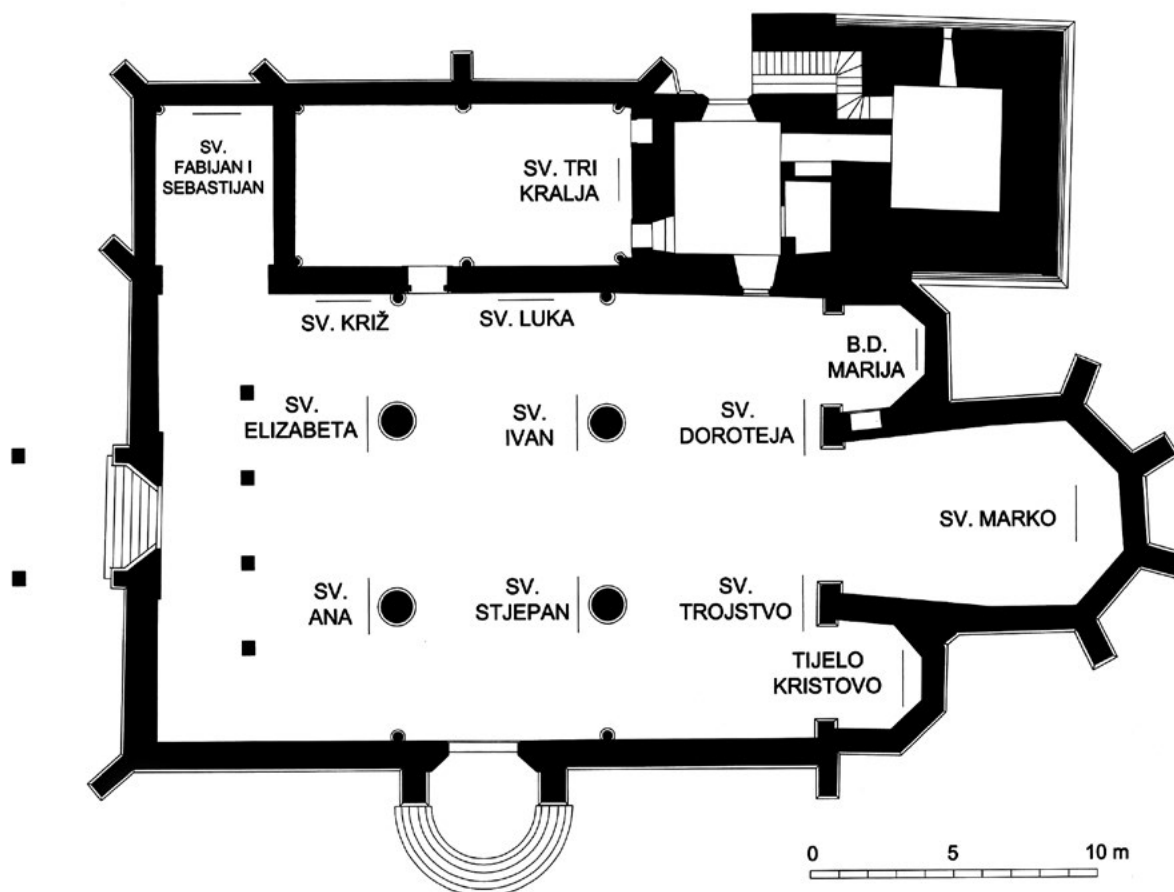 SV.
FABIJAN I
SEBASTIJAN
SV. TRI
KRALJA
SV. KRIŽ
SV. LUKA
B.D.
MARIJA
SV.
ELIZABETA
SV.
IVAN
SV.
DOROTEJA
SV. MARKO
SV.
ANA
SV.
STJEPAN
SV.
TROJSTVO
TIJELO
KRISTOVO
0 5 10 m